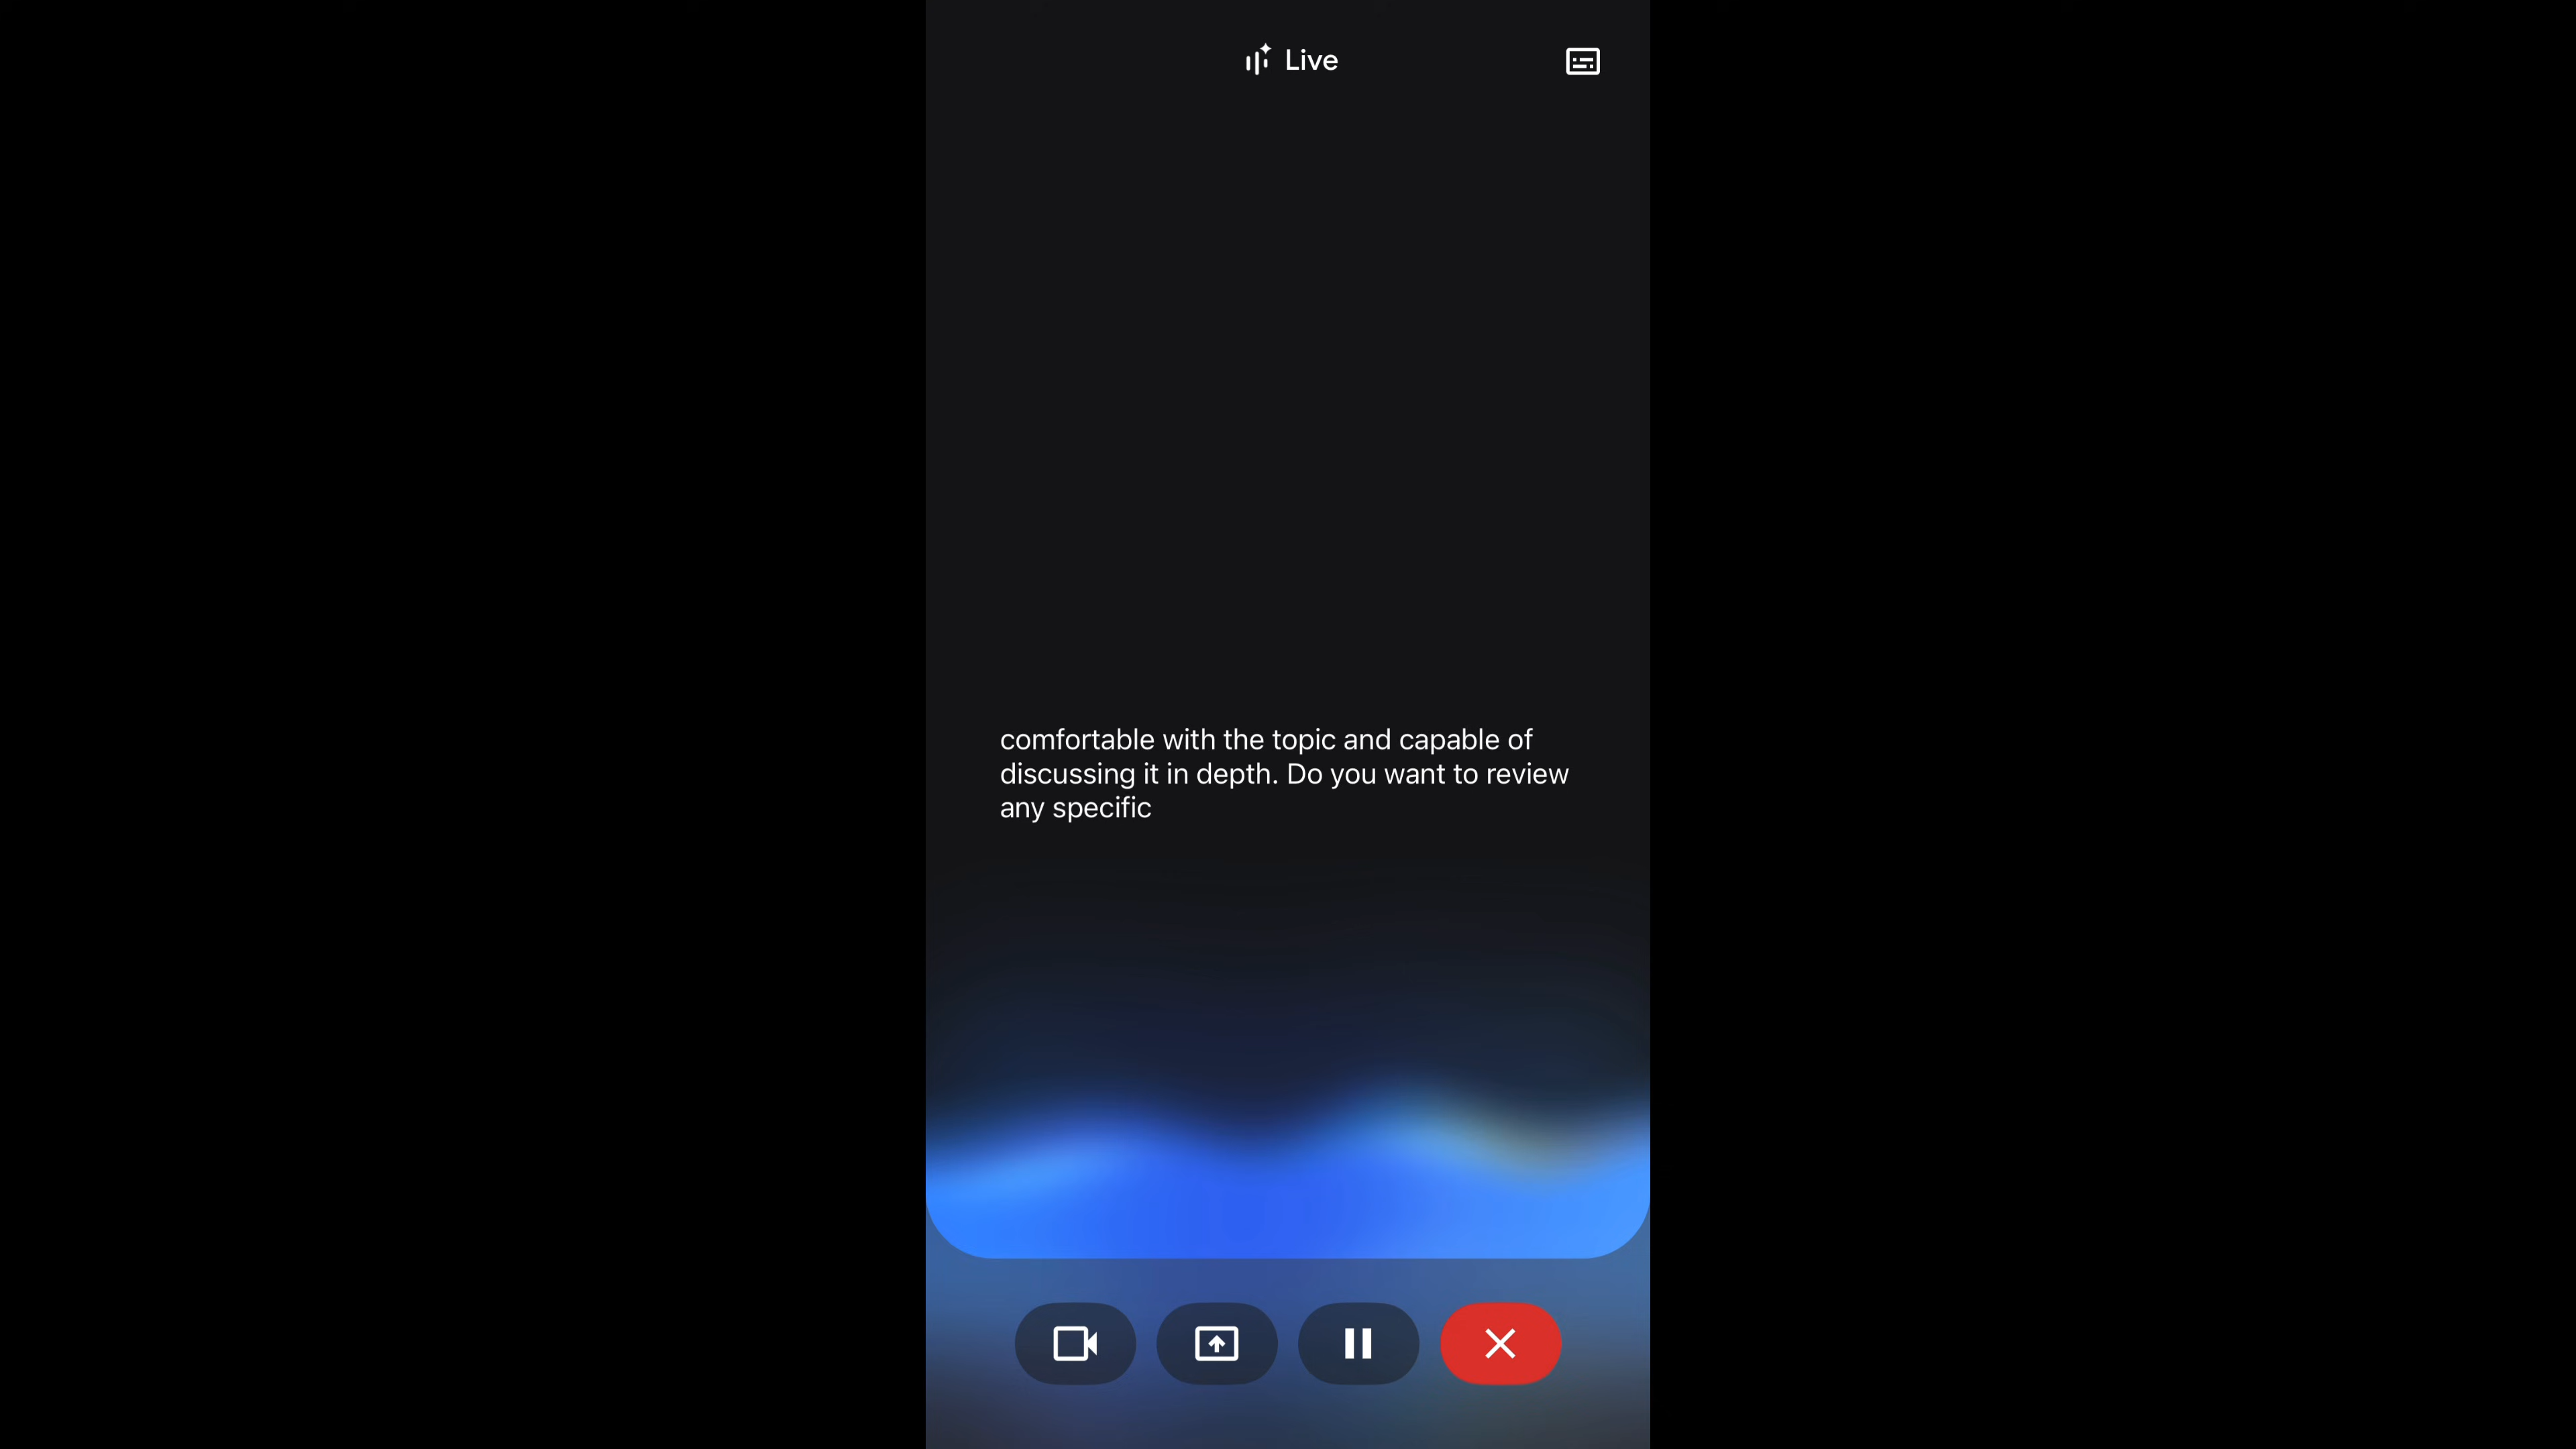 Live
comfortable with the topic and capable of
discussing it in depth. Do you want to review
any specific